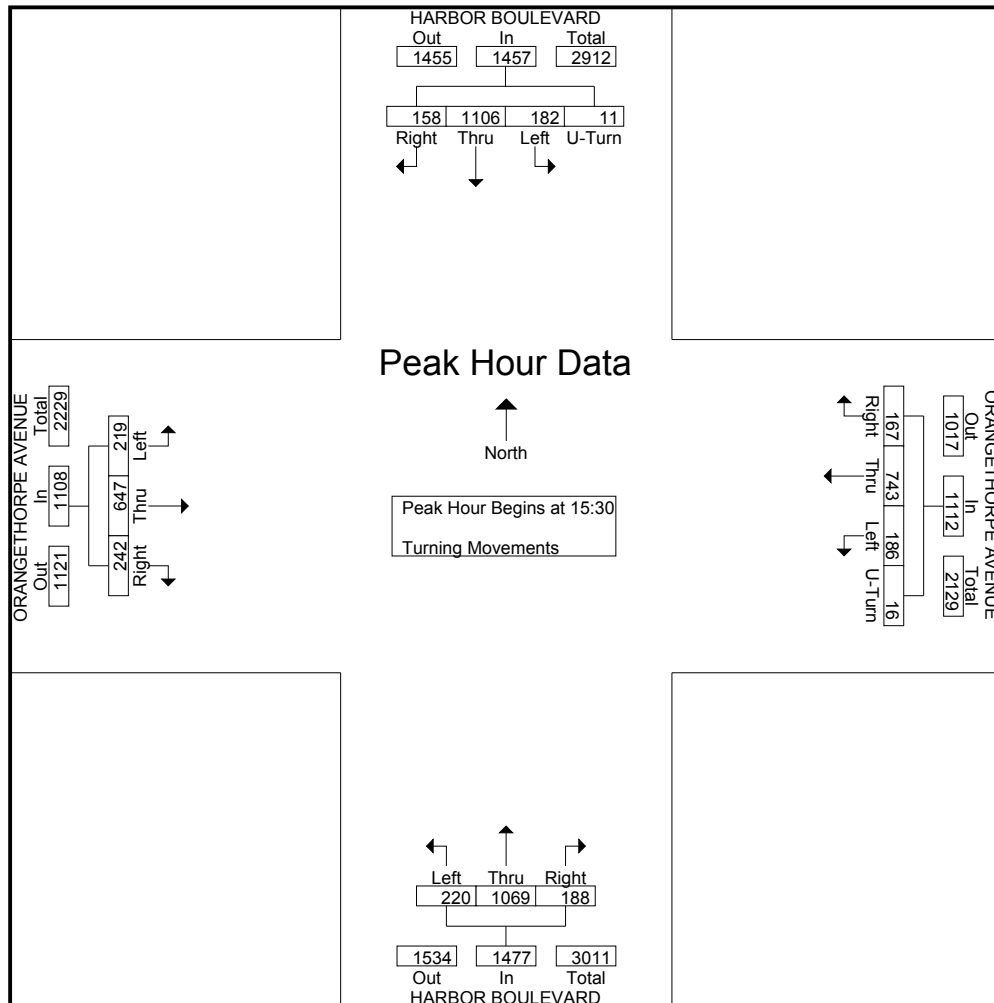 HARBOR BOULEVARD
Out In Total
1455 1457 2912
158 1106 182 11
Right Thru Left U-Turn
Peak Hour Data
North
Peak Hour Begins at 15:30
Turning Movements
ORANGETHORPE AVENUE
Out In Total
1121 1108 2229
242 647 219
Right Thru Left
ORANGETHORPE AVENUE
Out In Total
1017 1112 2129
167 743 186 16
Right Thru Left U-Turn
Left Thru Right
220 1069 188
1534 1477 3011
Out In Total
HARBOR BOULEVARD